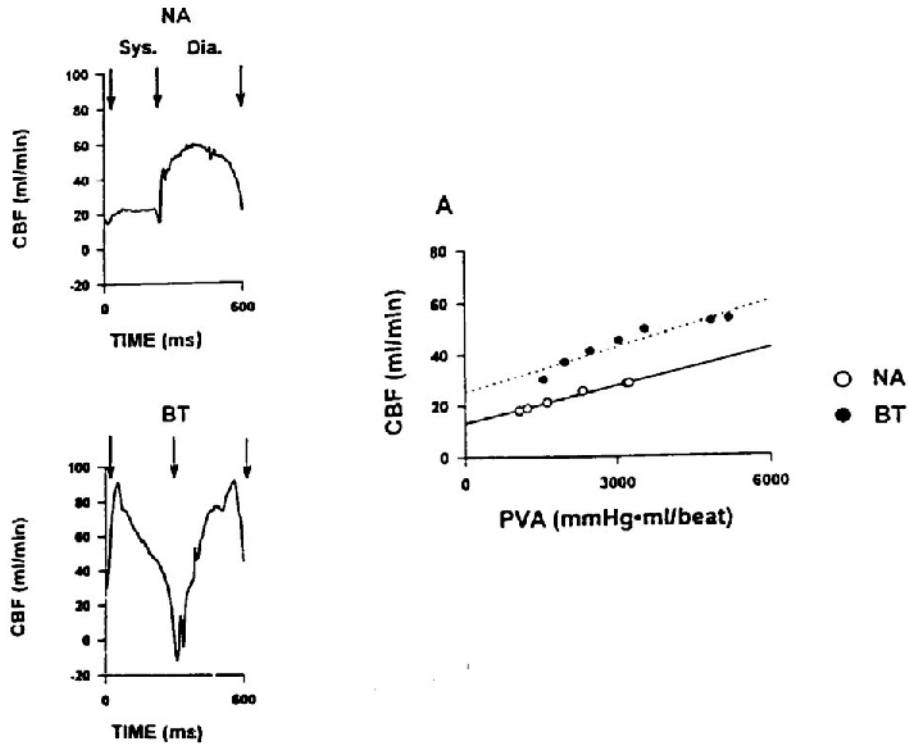 NA
Sys. Dia.
100
80
60
40
20
0
-20
CBF (ml/min)
0 600
TIME (ms)
BT
100
80
60
40
20
0
-20
CBF (ml/min)
0 600
TIME (ms)
A
80
60
40
20
0
CBF (ml/min)
0 3000 6000
PVA (mmHg•ml/beat)
NA
BT